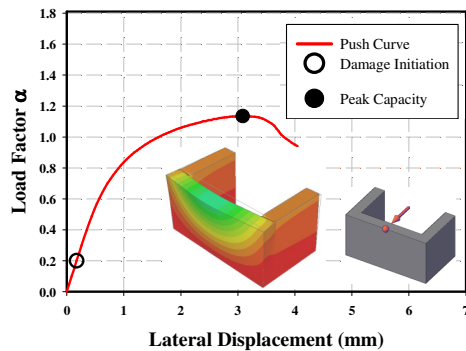 Load Factor α
1.8
1.6
1.4
1.2
1.0
0.8
0.6
0.4
0.2
0.0
Push Curve
Damage Initiation
Peak Capacity
0 1 2 3 4 5 6 7
Lateral Displacement (mm)